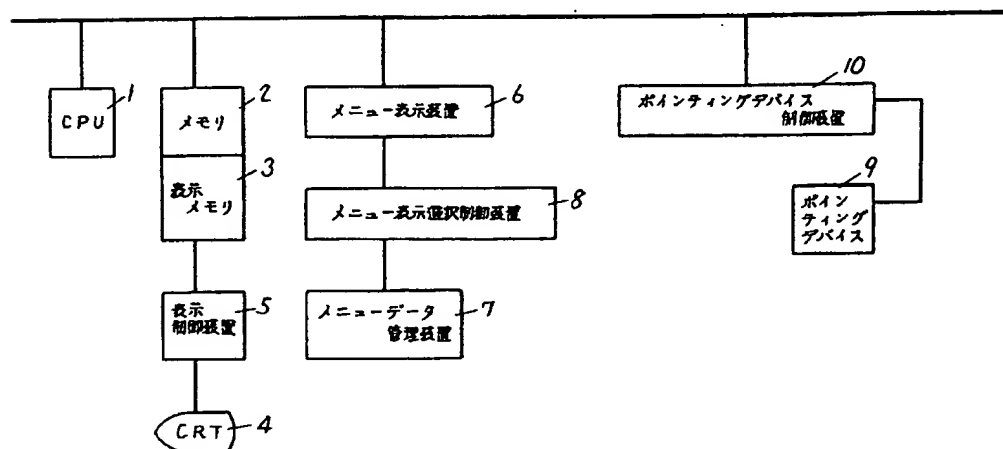 1
CPU
2
メモリ
3
表示
メモリ
5
表示
制御装置
CRT
4
6
メニュー表示装置
8
メニュー表示選択制御装置
メニューデータ
管理装置
7
10
ポインティングデバイス
制御装置
9
ポイン
ティング
デバイス